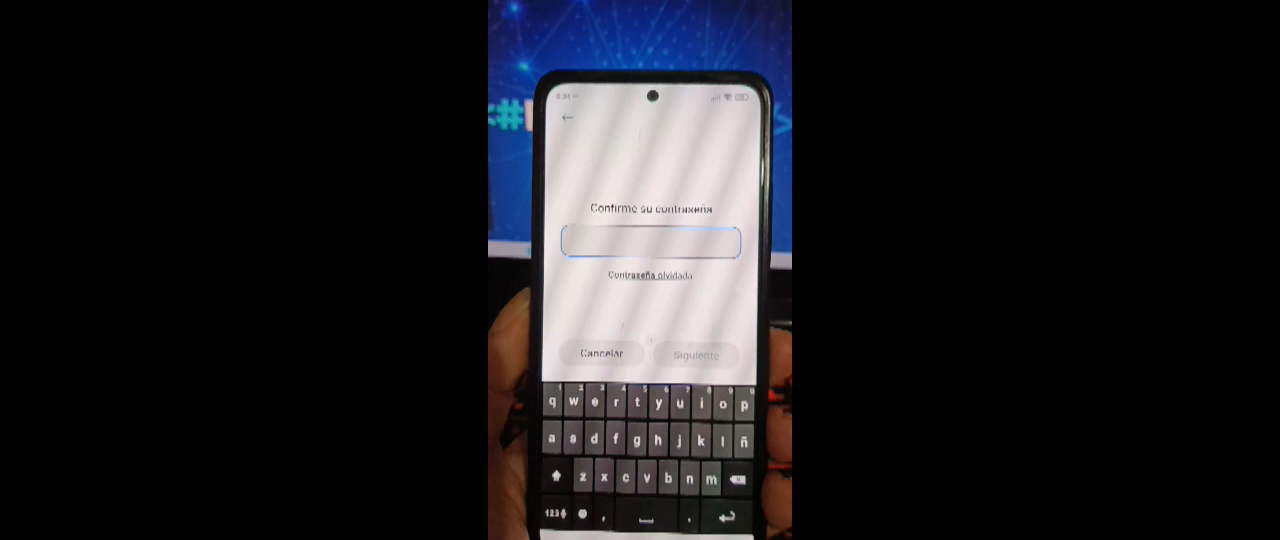 <#
>
Confirme su contraseña
Contraseña olvidada
Cancelar
Siguiente
q w e r t y u i o p
a s d f g h j k l ñ
z x c v b n m
123 , .